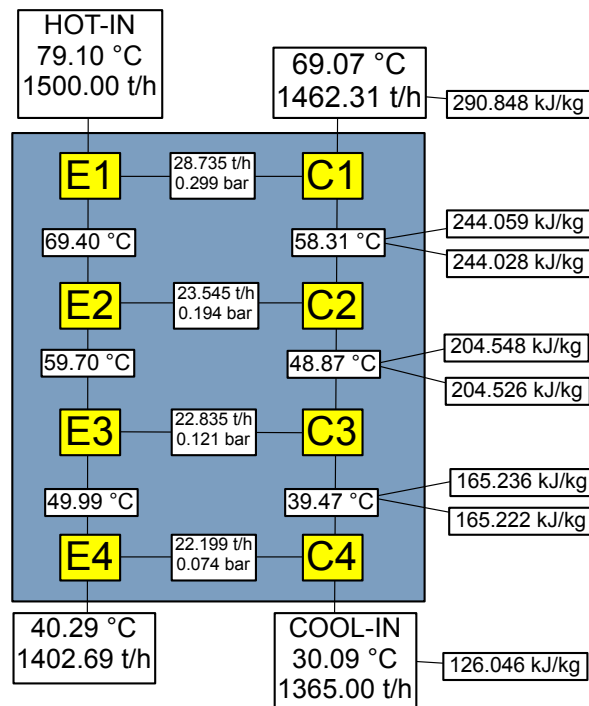 HOT-IN
79.10 °C
1500.00 t/h
69.07 °C
1462.31 t/h
290.848 kJ/kg
E1
28.735 t/h
0.299 bar
C1
69.40 °C
58.31 °C
244.059 kJ/kg
244.028 kJ/kg
E2
23.545 t/h
0.194 bar
C2
59.70 °C
48.87 °C
204.548 kJ/kg
204.526 kJ/kg
E3
22.835 t/h
0.121 bar
C3
49.99 °C
39.47 °C
165.236 kJ/kg
165.222 kJ/kg
E4
22.199 t/h
0.074 bar
C4
40.29 °C
1402.69 t/h
COOL-IN
30.09 °C
1365.00 t/h
126.046 kJ/kg